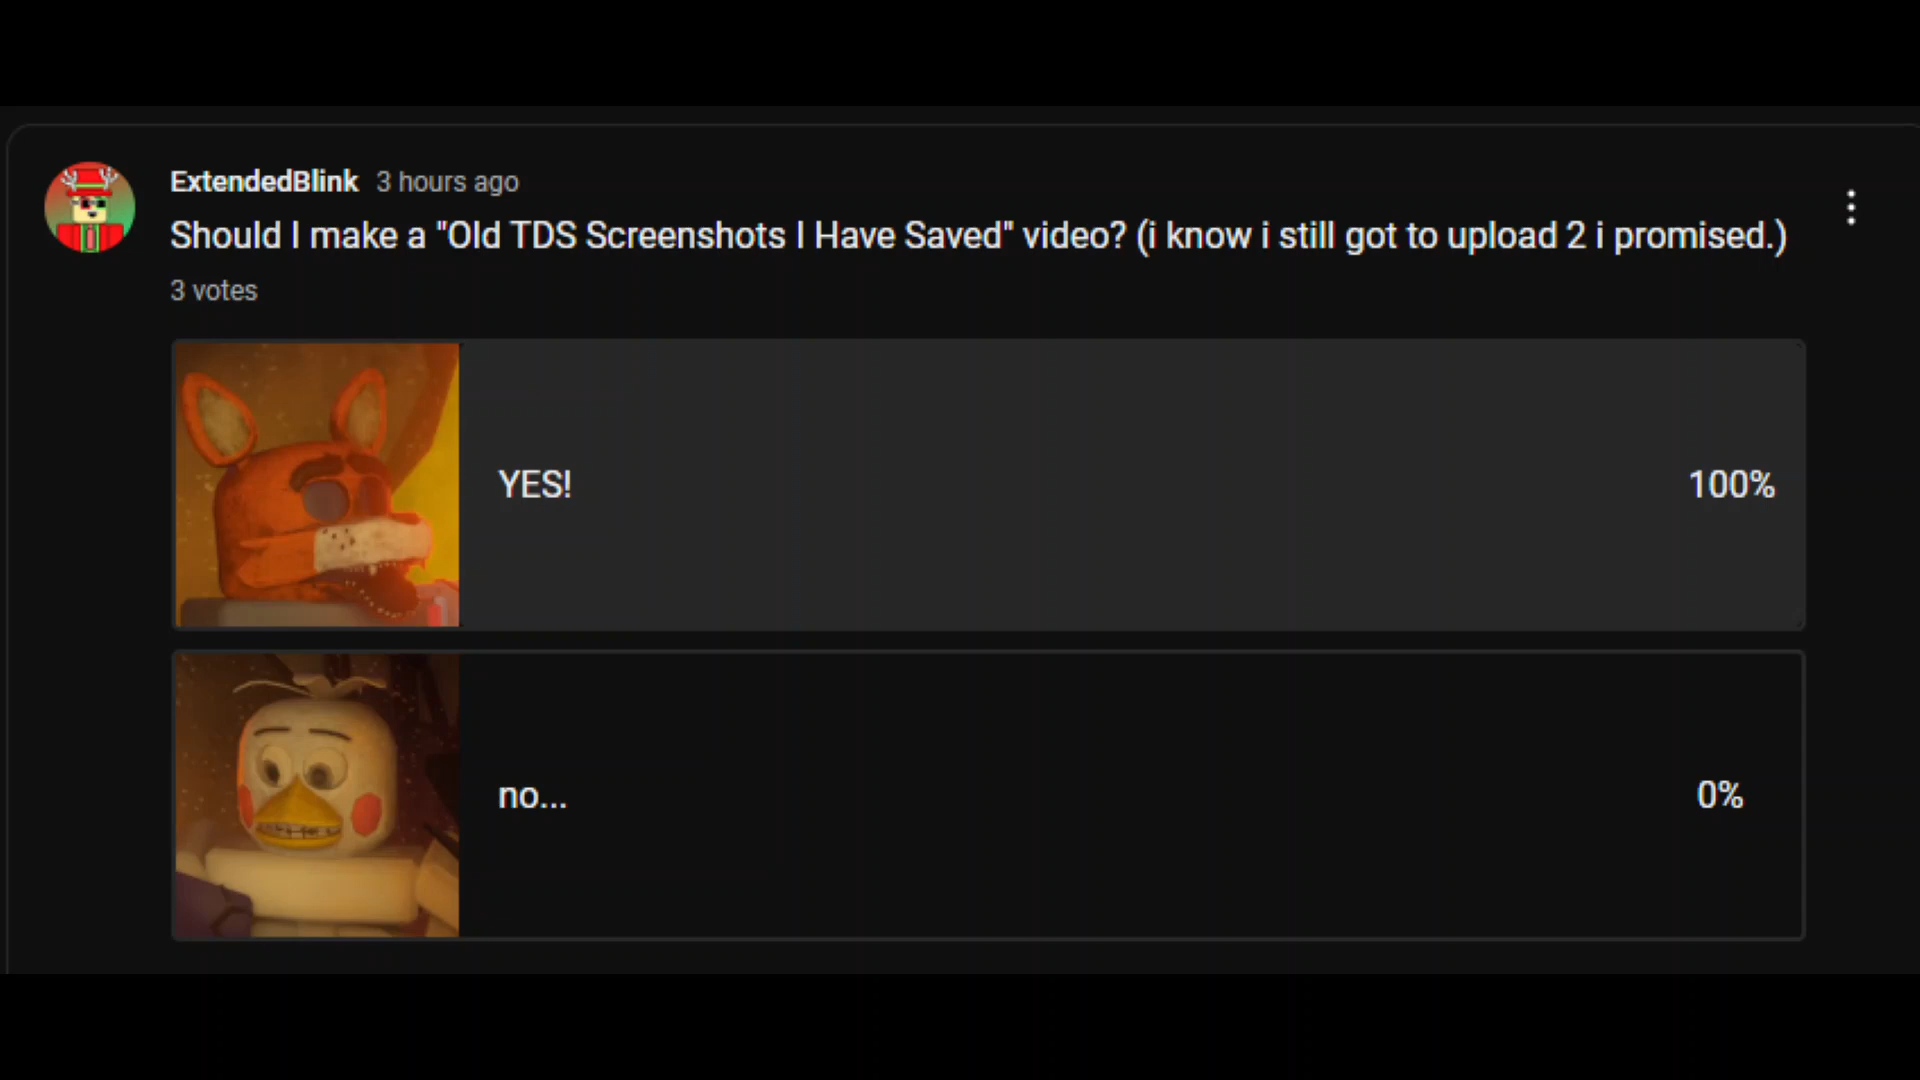 ExtendedBlink 3 hours ago
Should I make a "Old TDS Screenshots I Have Saved" video? (i know i still got to upload 2 i promised.)
3 votes
YES! 100%
no... 0%